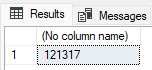 Results Messages
(No column name)
1 121317